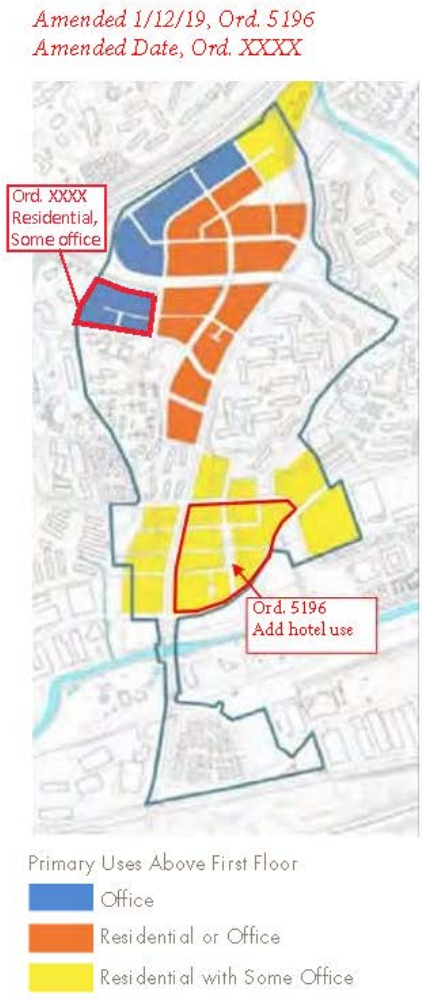 Amended 1/12/19, Ord. 5196
Amended Date, Ord. XXXX
Ord. XXXX
Residential,
Some office
Ord. 5196
Add hotel use
Primary Uses Above First Floor
Office
Residential or Office
Residential with Some Office